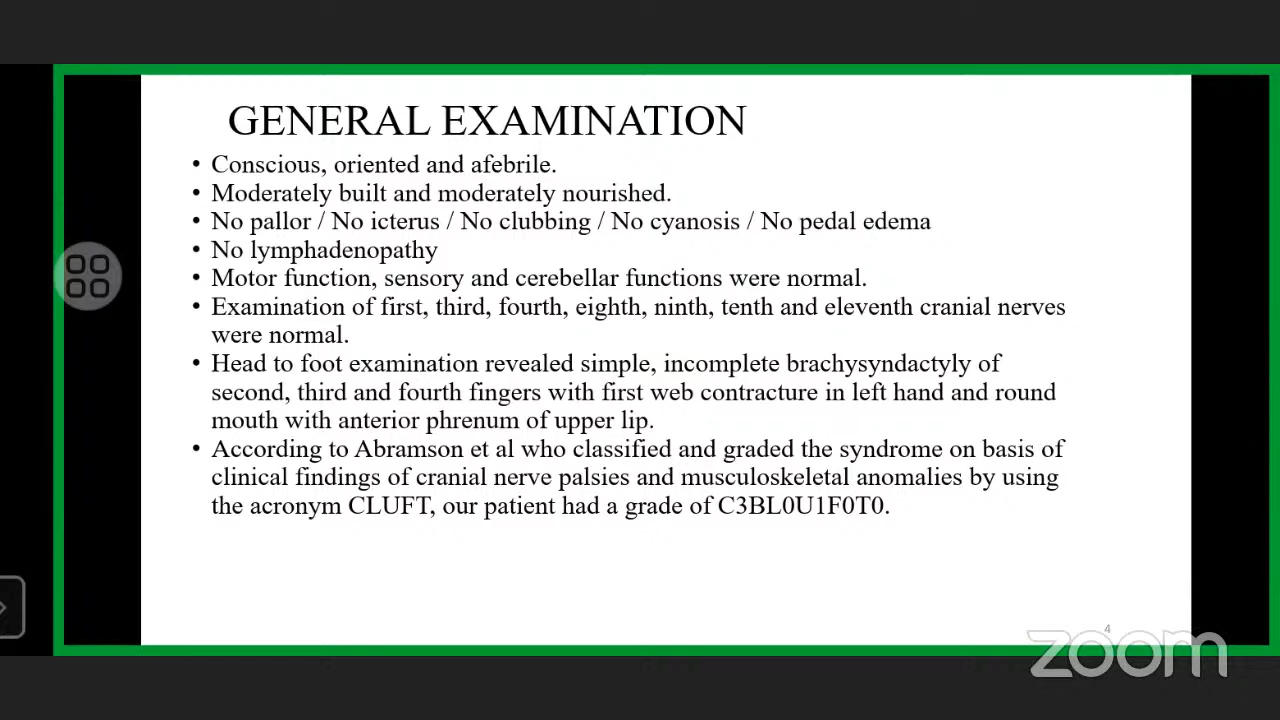 GENERAL EXAMINATION
• Conscious, oriented and afebrile.
• Moderately built and moderately nourished.
• No pallor / No icterus / No clubbing / No cyanosis / No pedal edema
• No lymphadenopathy
• Motor function, sensory and cerebellar functions were normal.
• Examination of first, third, fourth, eighth, ninth, tenth and eleventh cranial nerves
were normal.
• Head to foot examination revealed simple, incomplete brachysyndactyly of
second, third and fourth fingers with first web contracture in left hand and round
mouth with anterior phrenum of upper lip.
• According to Abramson et al who classified and graded the syndrome on basis of
clinical findings of cranial nerve palsies and musculoskeletal anomalies by using
the acronym CLUFT, our patient had a grade of C3BL0U1F0T0.
4
zoom